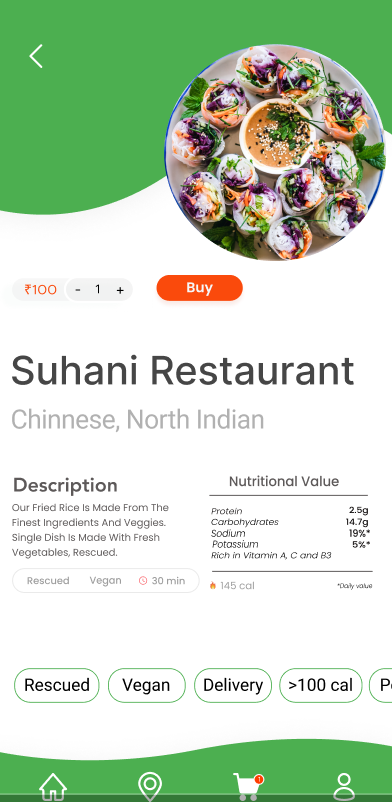 ₹100 - 1 +
Buy
Suhani Restaurant
Chinnese, North Indian
Description
Our Fried Rice Is Made From The
Finest Ingredients And Veggies.
Single Dish Is Made With Fresh
Vegetables, Rescued.
Rescued Vegan 30 min
Nutritional Value
Protein 2.5g
Carbohydrates 14.7g
Sodium 19%*
Potassium 5%*
Rich in Vitamin A, C and B3
145 cal *Daily value
Rescued Vegan Delivery >100 cal
1